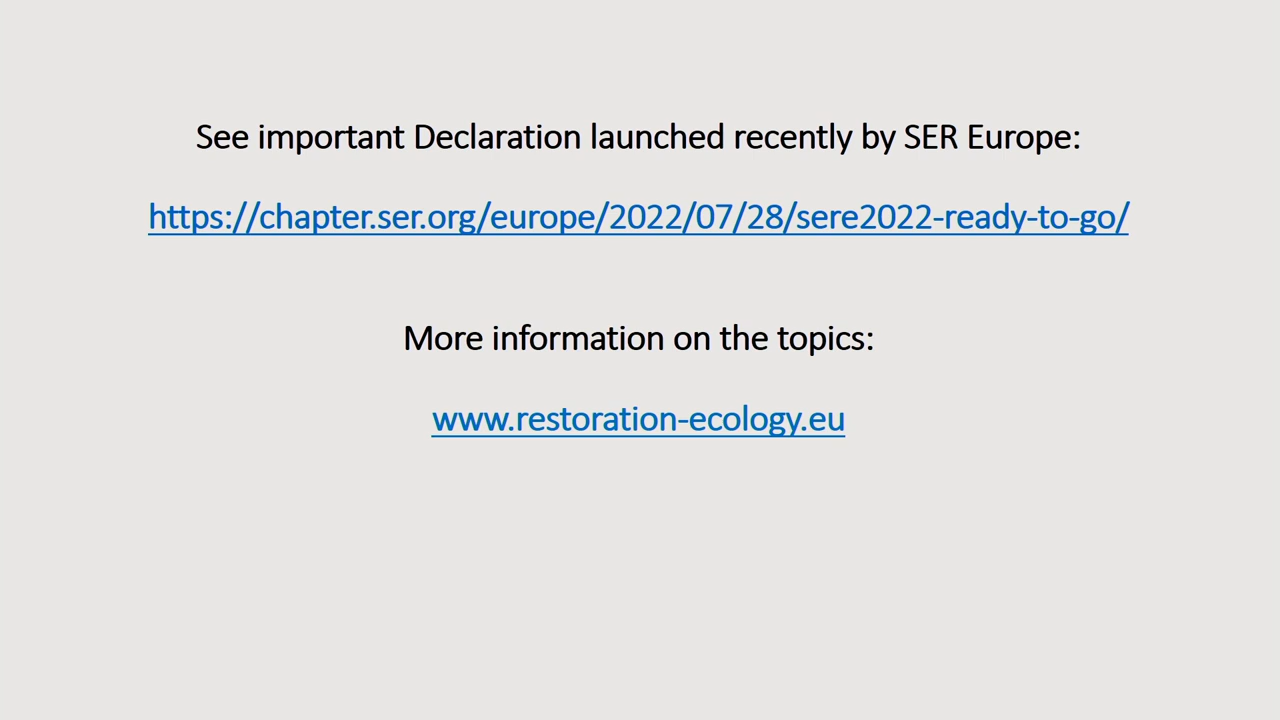 See important Declaration launched recently by SER Europe:
https://chapter.ser.org/europe/2022/07/28/sere2022-ready-to-go/
More information on the topics:
www.restoration-ecology.eu